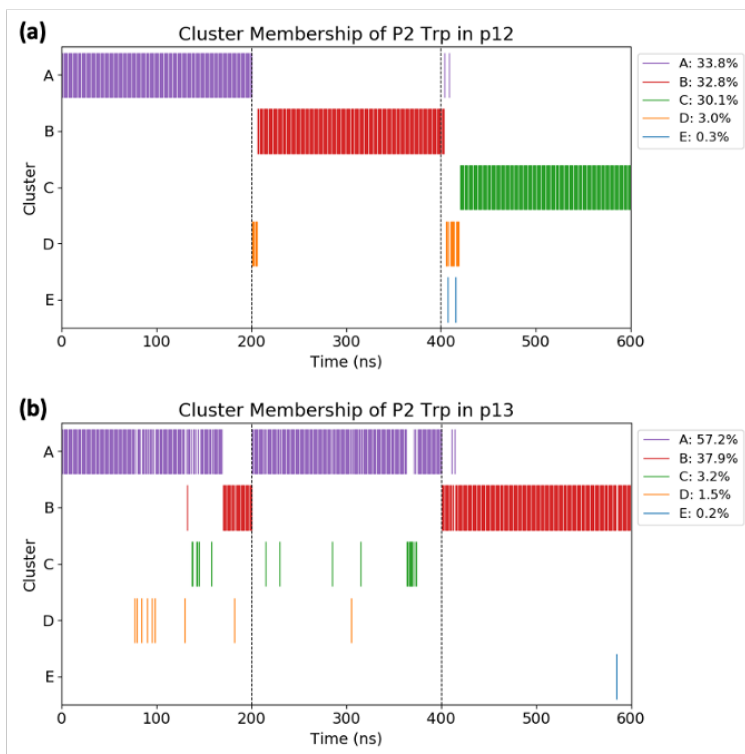 (a)
Cluster Membership of P2 Trp in p12
A
B
C
D
E
Cluster
0 100 200 300 400 500 600
Time (ns)
A: 33.8%
B: 32.8%
C: 30.1%
D: 3.0%
E: 0.3%
(b)
Cluster Membership of P2 Trp in p13
A
B
C
D
E
Cluster
0 100 200 300 400 500 600
Time (ns)
A: 57.2%
B: 37.9%
C: 3.2%
D: 1.5%
E: 0.2%